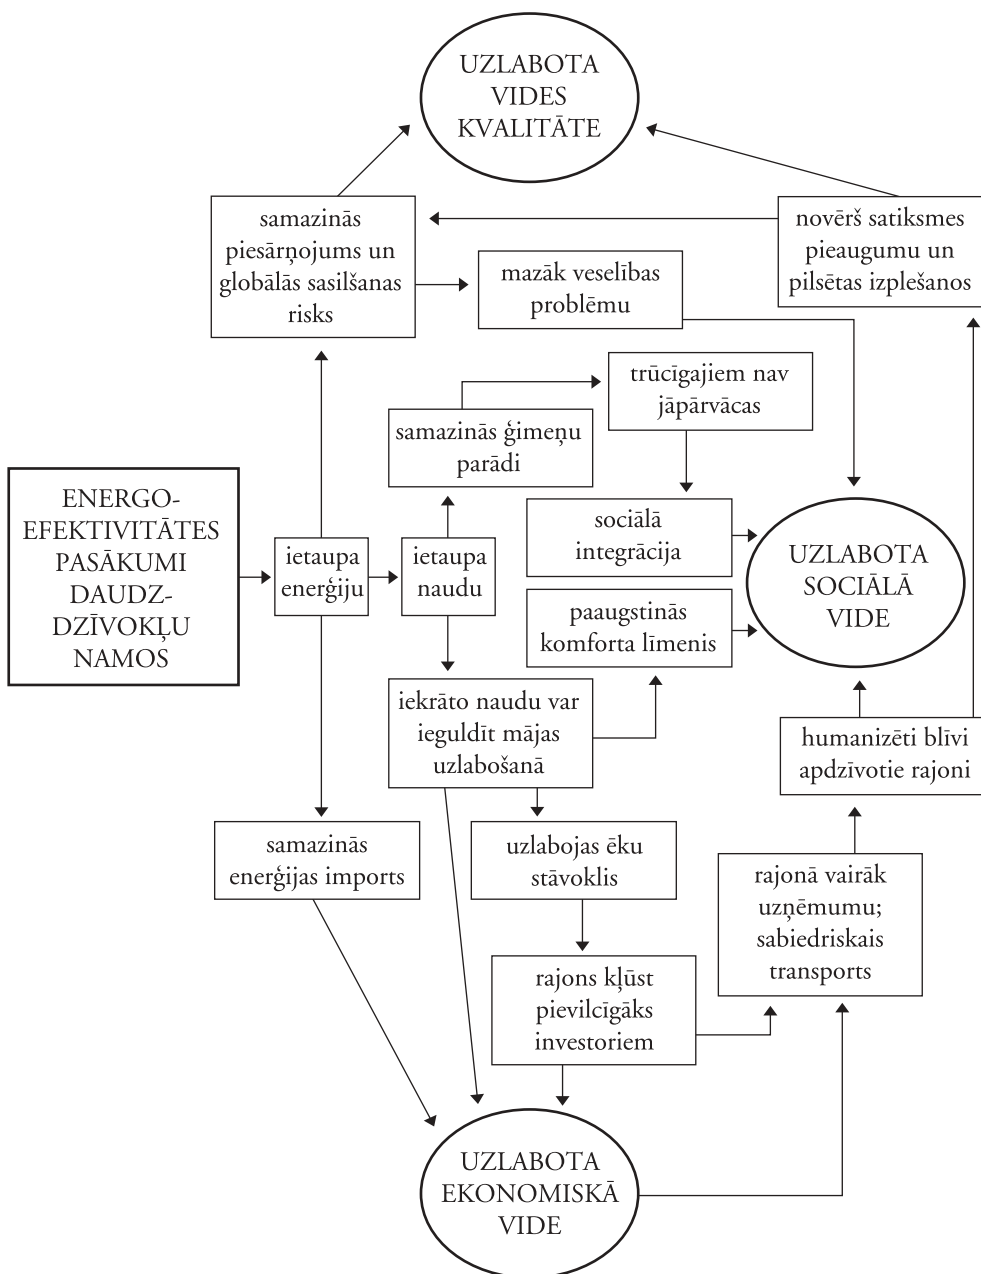 UZLABOTA
VIDES
KVALITĀTE
samazinās
piesārņojums un
globālās sasilšanas
risks
novērš satiksmes
pieaugumu un
pilsētas izplešanos
mazāk veselības
problēmu
trūcīgajiem nav
jāpārvācas
samazinās ģimeņu
parādi
ENERGO-
EFEKTIVITĀTES
PASĀKUMI
DAUDZ-
DZĪVOKĻU
NAMOS
ietaupa
enerģiju
ietaupa
naudu
sociālā
integrācija
UZLABOTA
SOCIĀLĀ
VIDE
paaugstinās
komforta līmenis
iekrāto naudu var
ieguldīt mājas
uzlabošanā
humanizēti blīvi
apdzīvotie rajoni
samazinās
enerģijas imports
uzlabojas ēku
stāvoklis
rajonā vairāk
uzņēmumu;
sabiedriskais
transports
rajons kļūst
pievilcīgāks
investoriem
UZLABOTA
EKONOMISKĀ
VIDE